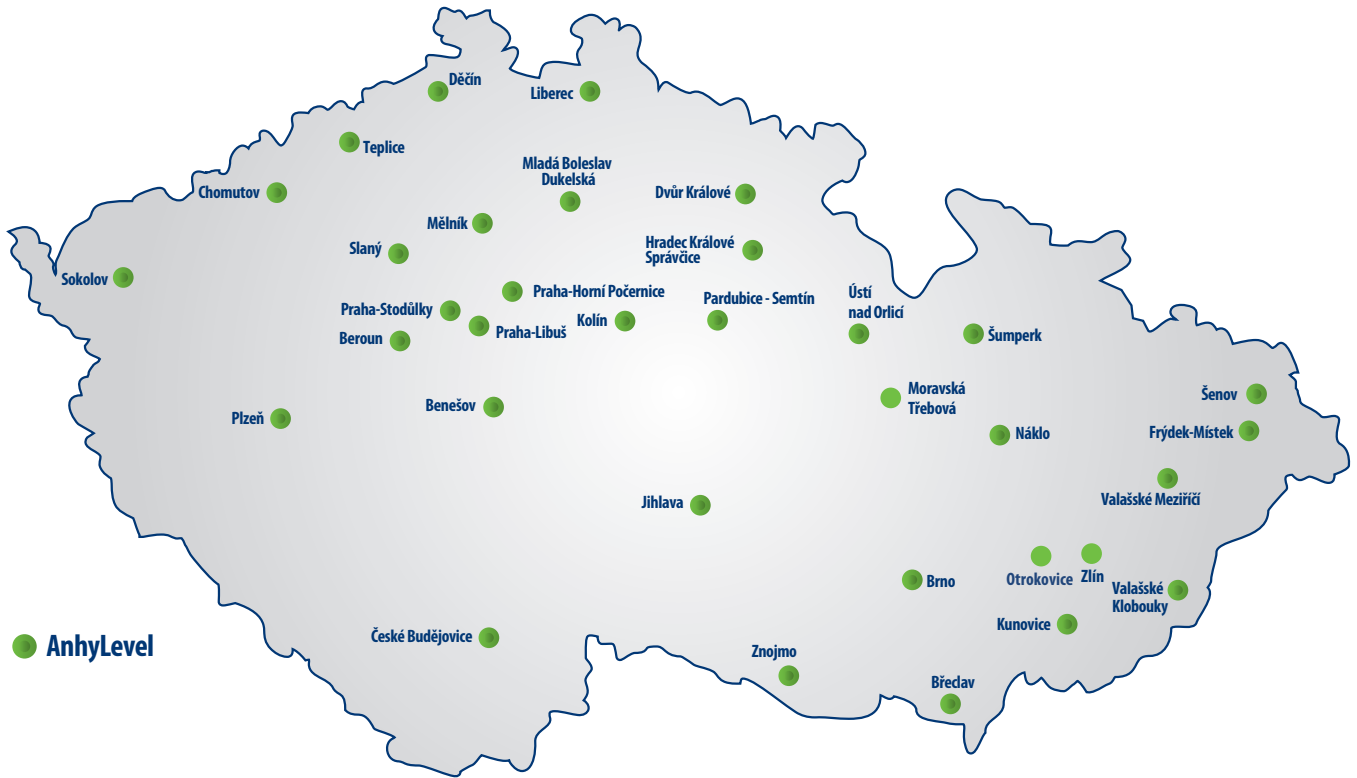 Děčín
Liberec
Teplice
Mladá Boleslav
Dukelská
Chomutov
Dvůr Králové
Mělník
Slaný
Hradec Králové
Správčice
Sokolov
Praha-Horní Počernice
Pardubice - Semtín
Ústí
nad Orlicí
Praha-Stodůlky
Kolín
Praha-Libuš
Beroun
Šumperk
Moravská
Třebová
Šenov
Benešov
Plzeň
Náklo
Frýdek-Místek
Valašské Meziříčí
Jihlava
Otrokovice
Zlín
Brno
Valašské
Klobouky
Kunovice
České Budějovice
AnhyLevel
Znojmo
Břeclav